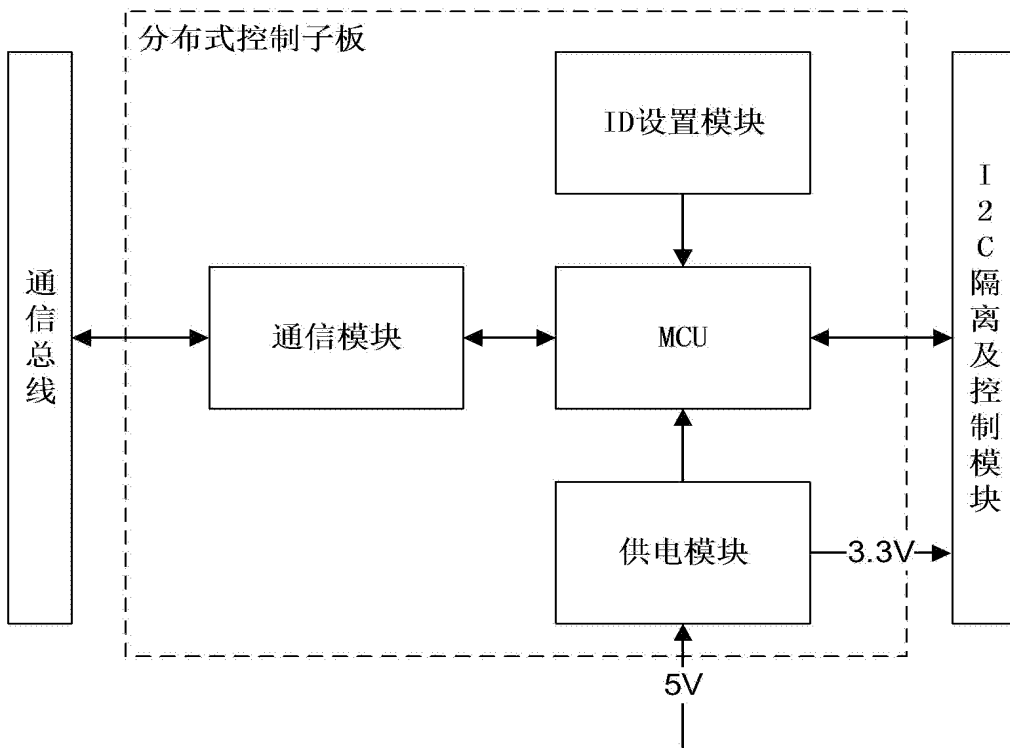 分布式控制子板
ID设置模块
通信总线
通信模块
MCU
I2C隔离及控制模块
供电模块
3.3V
5V